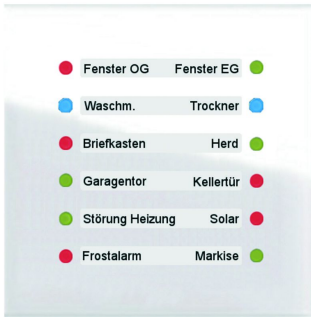 Fenster OG Fenster EG
Waschm. Trockner
Briefkasten Herd
Garagentor Kellertür
Störung Heizung Solar
Frostalarm Markise